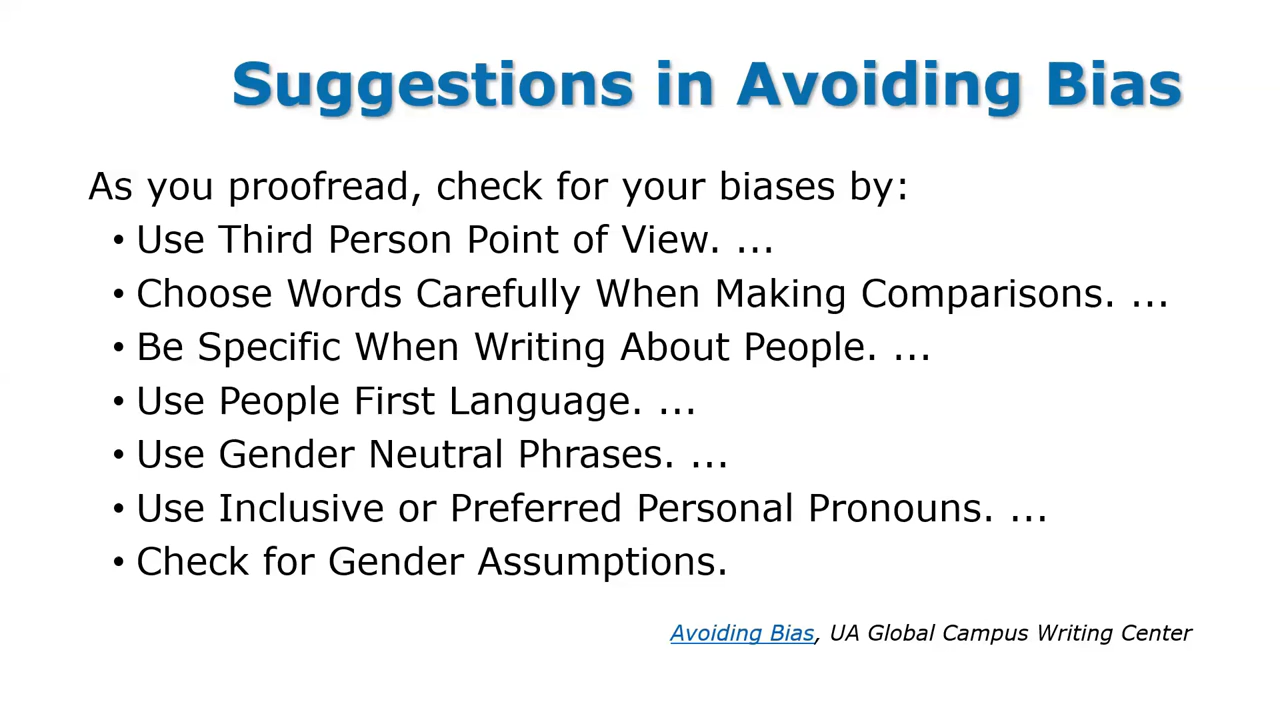 Suggestions in Avoiding Bias
As you proofread, check for your biases by:
• Use Third Person Point of View. ...
• Choose Words Carefully When Making Comparisons. ...
• Be Specific When Writing About People. ...
• Use People First Language. ...
• Use Gender Neutral Phrases. ...
• Use Inclusive or Preferred Personal Pronouns. ...
• Check for Gender Assumptions.
Avoiding Bias, UA Global Campus Writing Center